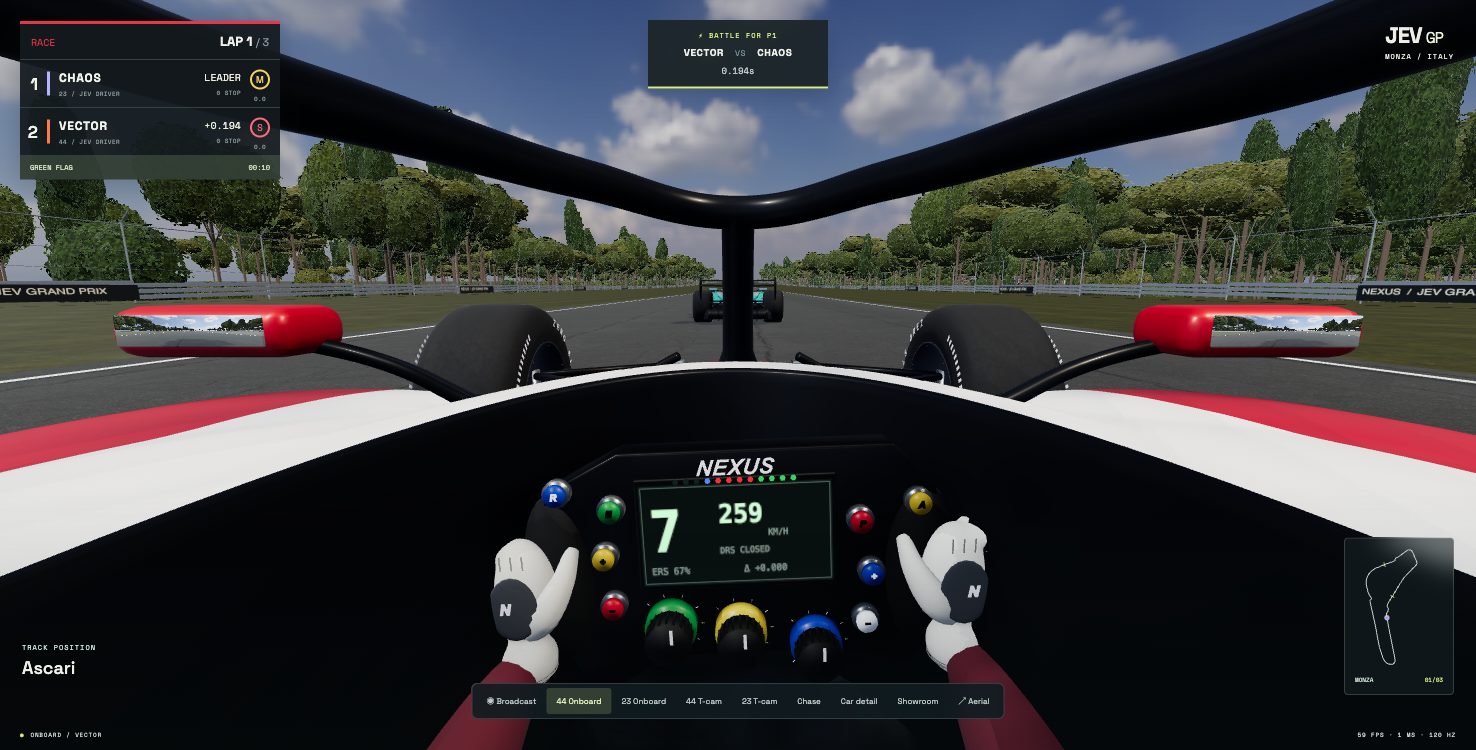 RACE
LAP 1 / 3
1 CHAOS LEADER M
23 / JEV DRIVER 0 STOP 0.0
2 VECTOR +0.194 S
44 / JEV DRIVER 0 STOP 0.0
GREEN FLAG 00:10
⚡ BATTLE FOR P1
VECTOR VS CHAOS
0.194s
JEV GP
MONZA / ITALY
JEV GRAND PRIX
NEXUS / JEV GRA
NEXUS
R
A
7 259
KM/H
DRS CLOSED
ERS 67% Δ +0.000
P
+
-
N
N
TRACK POSITION
Ascari
MONZA 01/03
Broadcast 44 Onboard 23 Onboard 44 T-cam 23 T-cam Chase Car detail Showroom ↗ Aerial
ONBOARD / VECTOR
59 FPS · 1 MS · 120 HZ